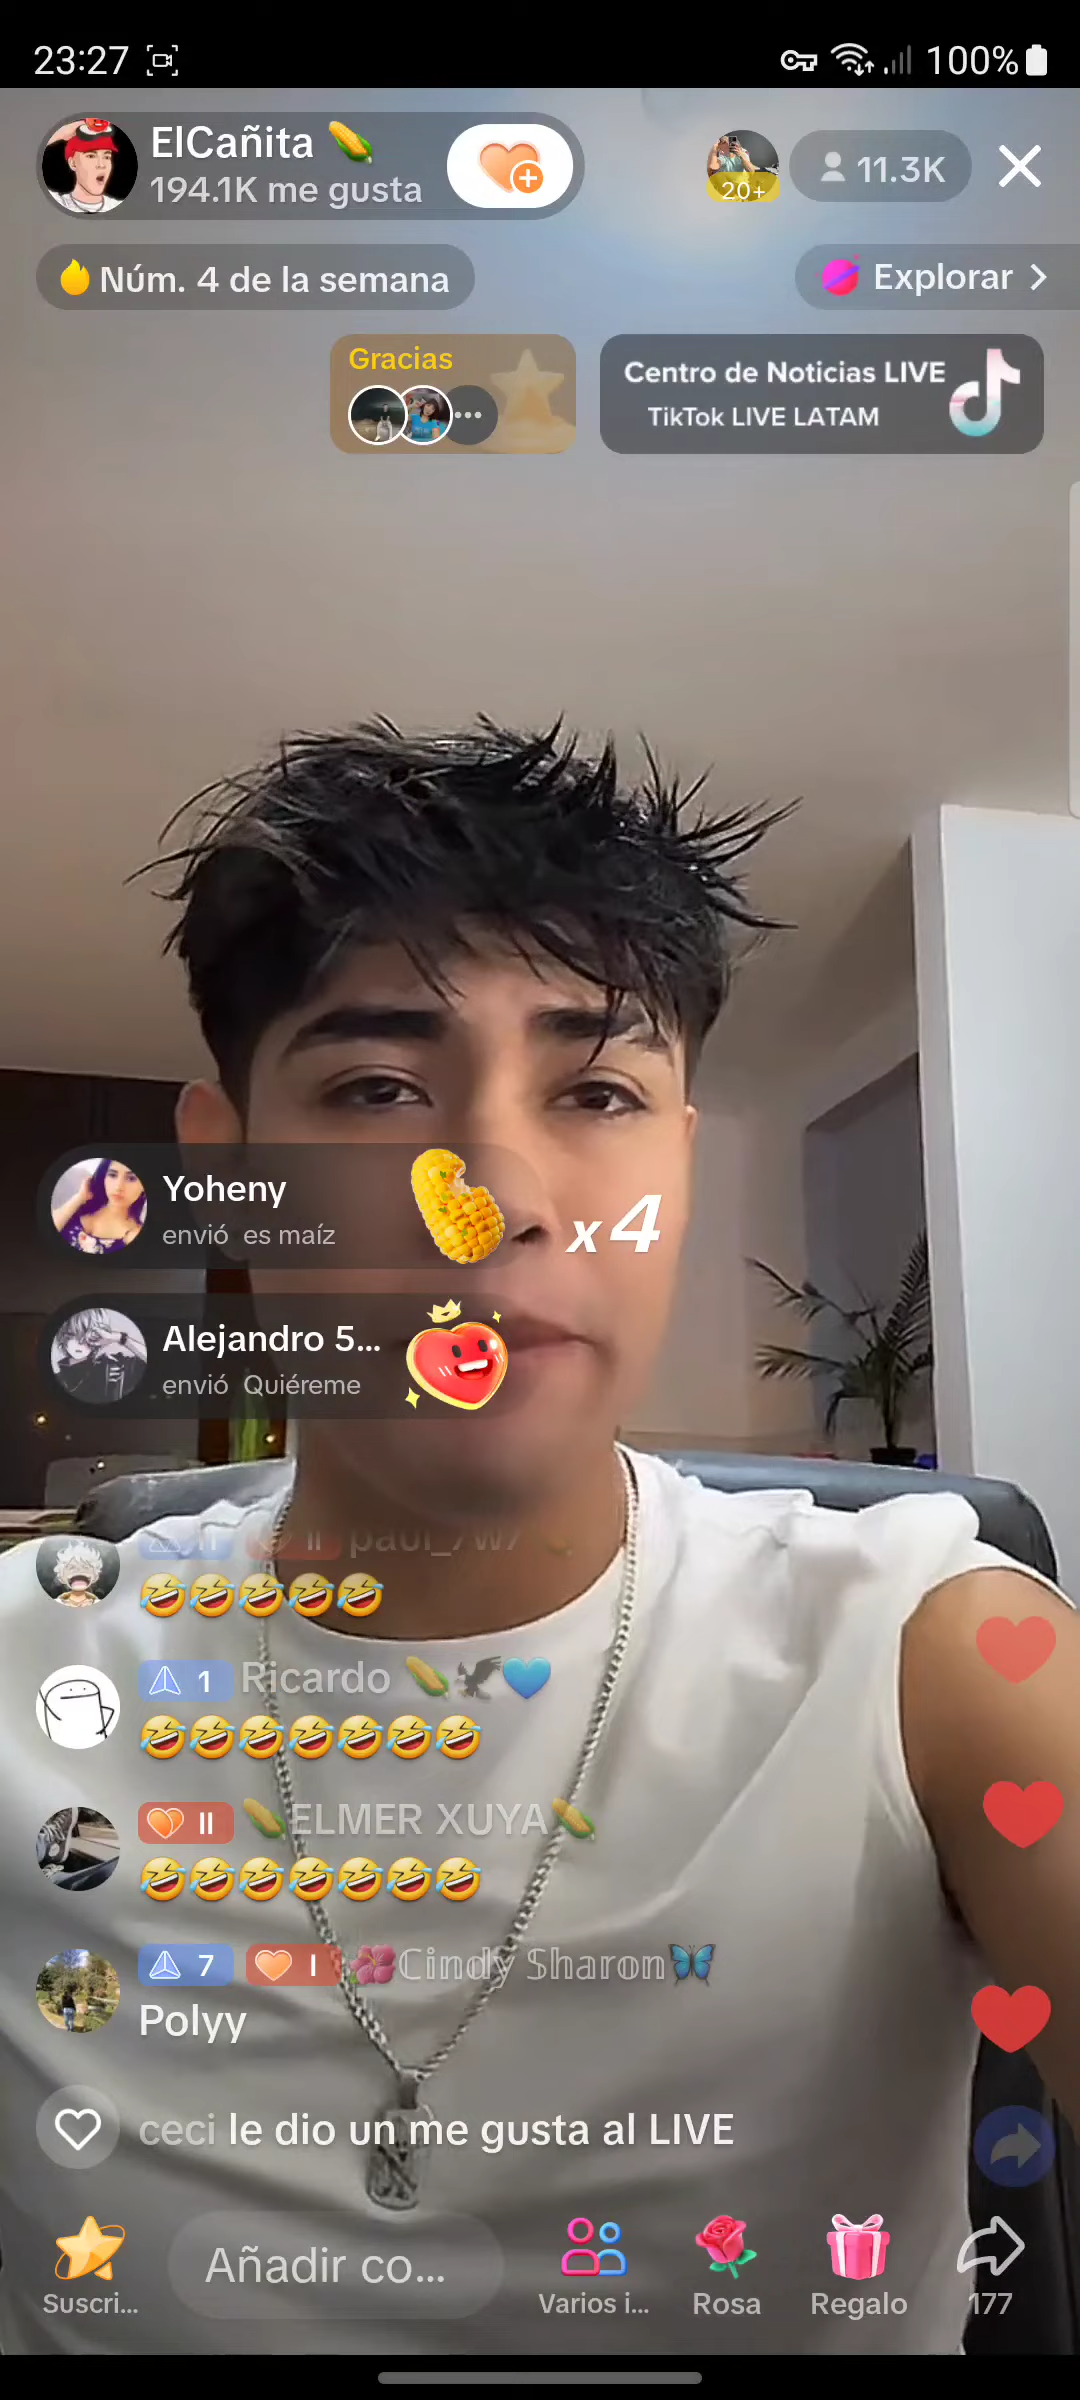 23:27
100%
ElCañita
194.1K me gusta
20+
11.3K
Núm. 4 de la semana
Explorar
Gracias
Centro de Noticias LIVE
TikTok LIVE LATAM
Yoheny
envió es maíz
x4
Alejandro 5...
envió Quiéreme
II paul_7w7
1 Ricardo
II ELMER XUYA
7 I Cindy Sharon
Polyy
ceci le dio un me gusta al LIVE
Añadir co...
Suscri...
Varios i...
Rosa
Regalo
177